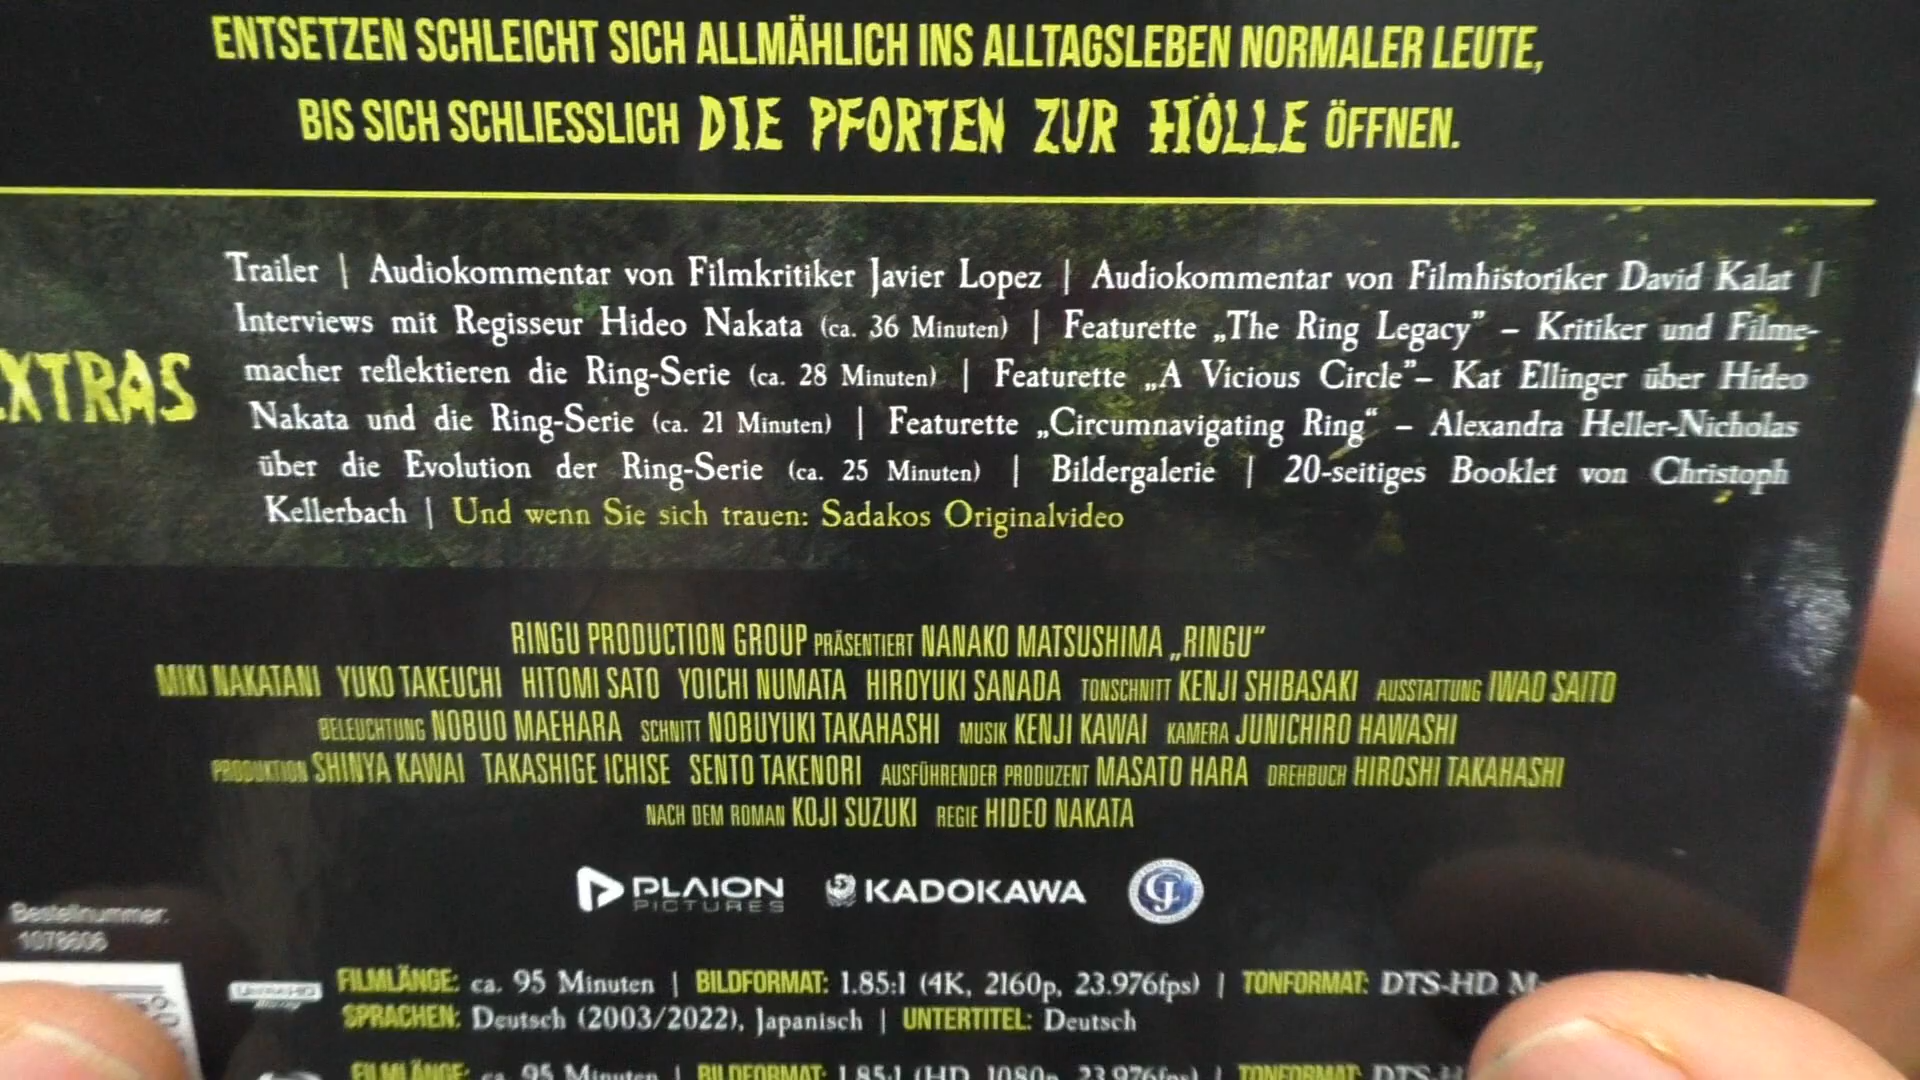 ENTSETZEN SCHLEICHT SICH ALLMÄHLICH INS ALLTAGSLEBEN NORMALER LEUTE,
BIS SICH SCHLIESSLICH DIE PFORTEN ZUR HÖLLE ÖFFNEN.
XTRAS
Trailer | Audiokommentar von Filmkritiker Javier Lopez | Audiokommentar von Filmhistoriker David Kalat |
Interviews mit Regisseur Hideo Nakata (ca. 36 Minuten) | Featurette „The Ring Legacy” – Kritiker und Filme-
macher reflektieren die Ring-Serie (ca. 28 Minuten) | Featurette „A Vicious Circle”– Kat Ellinger über Hideo
Nakata und die Ring-Serie (ca. 21 Minuten) | Featurette „Circumnavigating Ring“ – Alexandra Heller-Nicholas
über die Evolution der Ring-Serie (ca. 25 Minuten) | Bildergalerie | 20-seitiges Booklet von Christoph
Kellerbach | Und wenn Sie sich trauen: Sadakos Originalvideo
RINGU PRODUCTION GROUP PRÄSENTIERT NANAKO MATSUSHIMA „RINGU“
MIKI NAKATANI YUKO TAKEUCHI HITOMI SATO YOICHI NUMATA HIROYUKI SANADA TONSCHNITT KENJI SHIBASAKI AUSSTATTUNG IWAO SAITO
BELEUCHTUNG NOBUO MAEHARA SCHNITT NOBUYUKI TAKAHASHI MUSIK KENJI KAWAI KAMERA JUNICHIRO HAWASHI
PRODUKTION SHINYA KAWAI TAKASHIGE ICHISE SENTO TAKENORI AUSFÜHRENDER PRODUZENT MASATO HARA DREHBUCH HIROSHI TAKAHASHI
NACH DEM ROMAN KOJI SUZUKI REGIE HIDEO NAKATA
PLAION PICTURES KADOKAWA
Bestellnummer:
FILMLÄNGE: ca. 95 Minuten | BILDFORMAT: 1.85:1 (4K, 2160p, 23.976fps) | TONFORMAT: DTS-HD M
SPRACHEN: Deutsch (2003/2022), Japanisch | UNTERTITEL: Deutsch
FILMLÄNGE: ca. 95 Minuten | BILDFORMAT: 1.85:1 (HD, 1080p, 23.976fps) | TONFORMAT: DTS-H